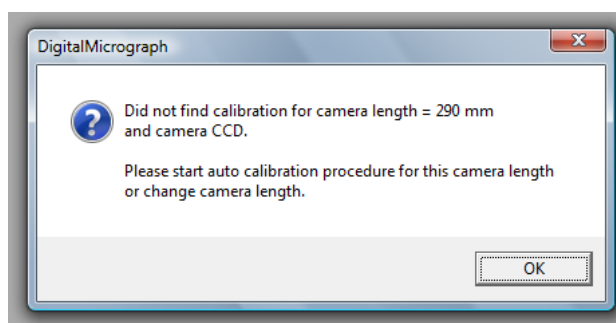 DigitalMicrograph
Did not find calibration for camera length = 290 mm
and camera CCD.
Please start auto calibration procedure for this camera length
or change camera length.
OK